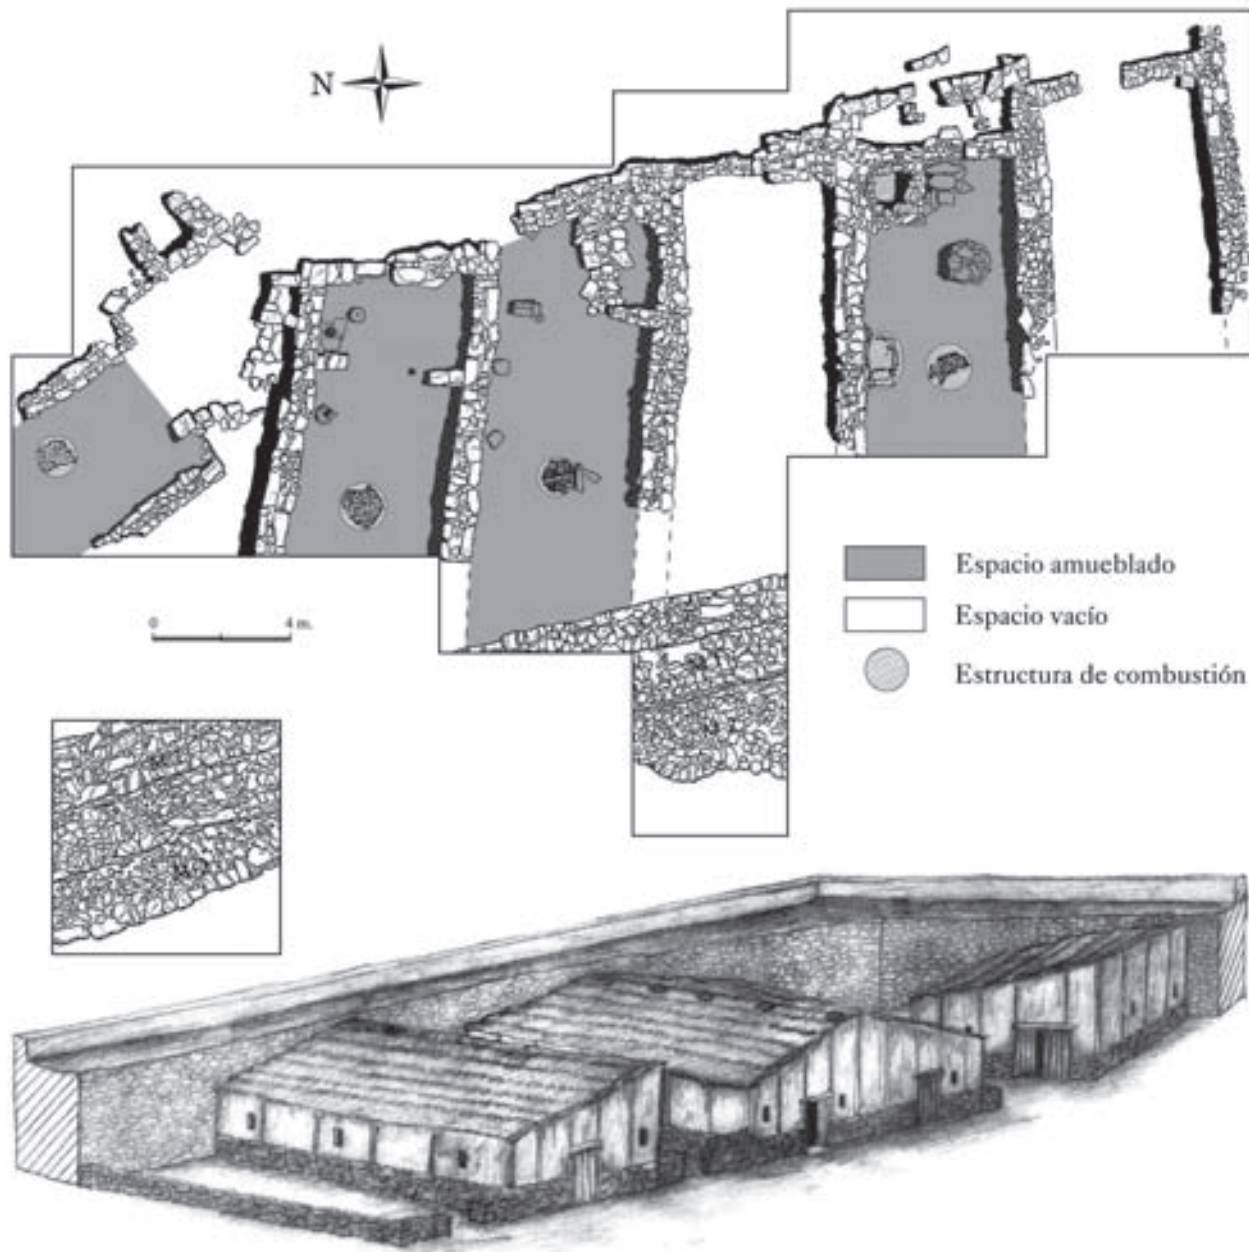 N
Espacio amueblado
Espacio vacío
Estructura de combustión
0 4 m.